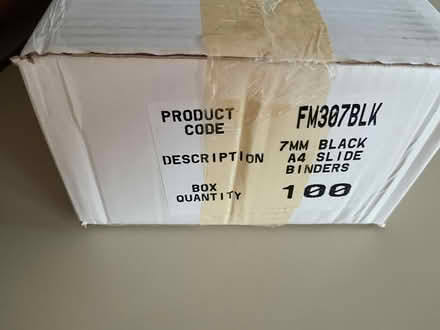 PRODUCT CODE FM307BLK
DESCRIPTION 7MM BLACK
A4 SLIDE
BINDERS
BOX QUANTITY 100